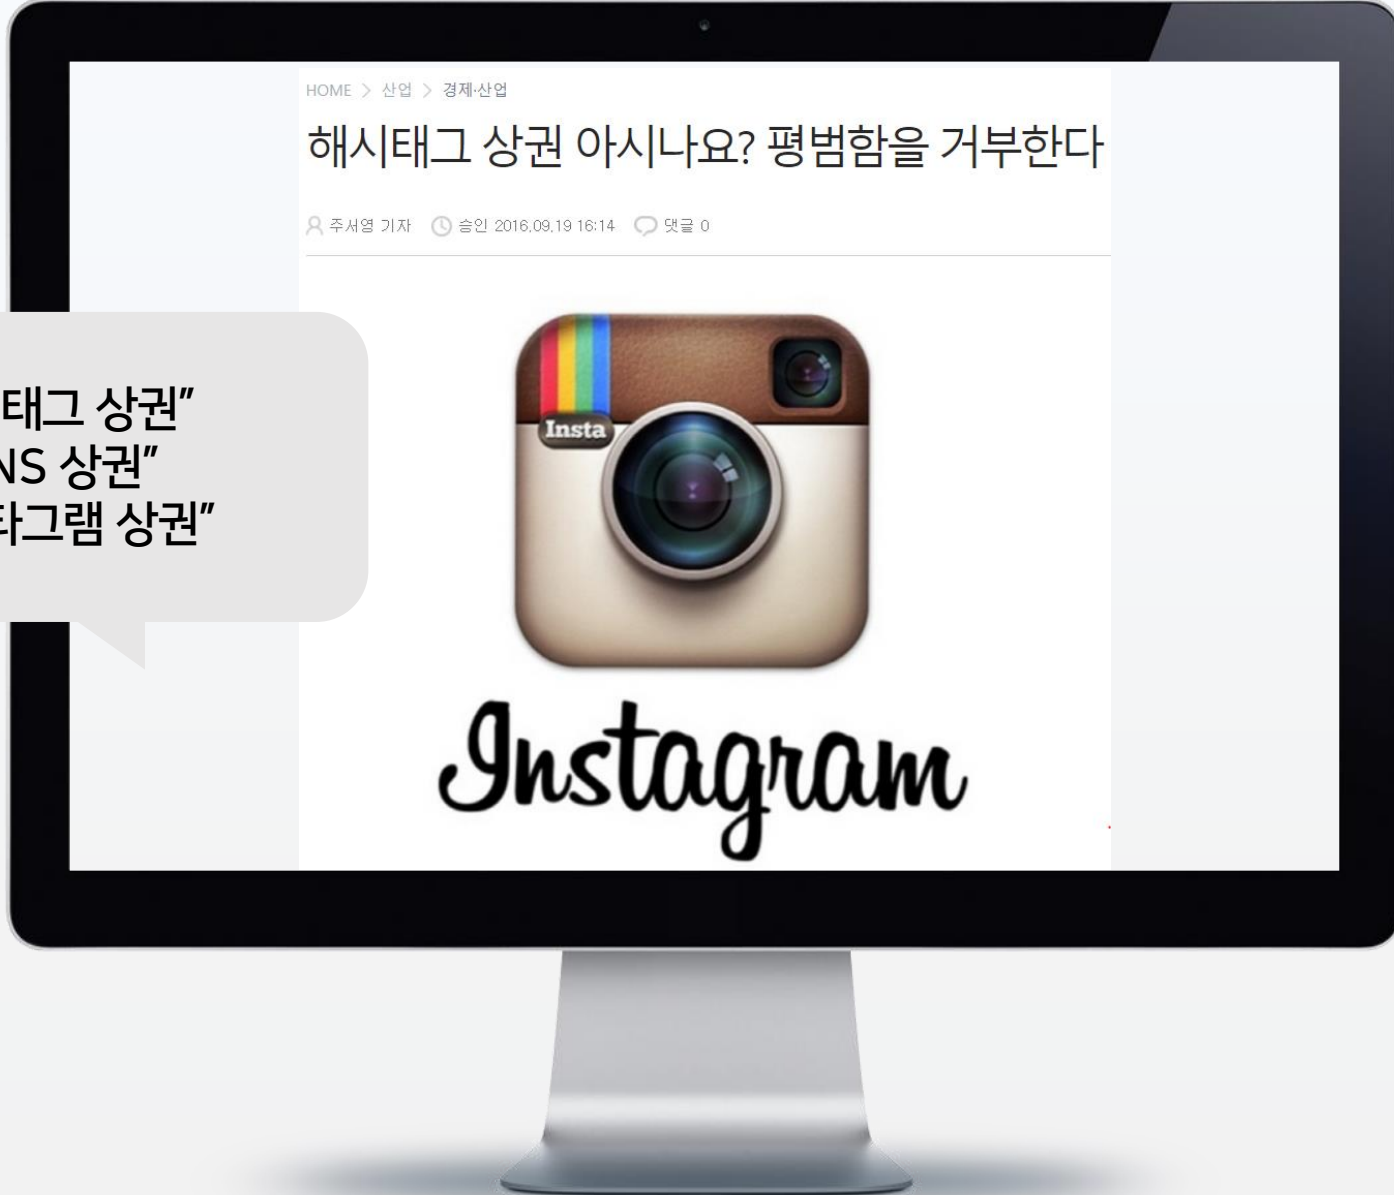 HOME > 산업 > 경제·산업
해시태그 상권 아시나요? 평범함을 거부한다
주서영 기자 승인 2016.09.19 16:14 댓글 0
태그 상권”
NS 상권”
타그램 상권”
Insta
Instagram